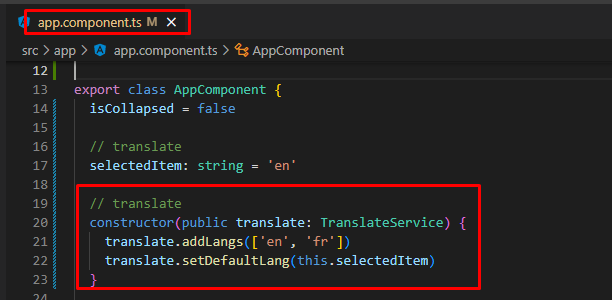 app.component.ts M
src > app > app.component.ts > AppComponent
12
13 export class AppComponent {
14 isCollapsed = false
15
16 // translate
17 selectedItem: string = 'en'
18
19 // translate
20 constructor(public translate: TranslateService) {
21 translate.addLangs(['en', 'fr'])
22 translate.setDefaultLang(this.selectedItem)
23 }
24